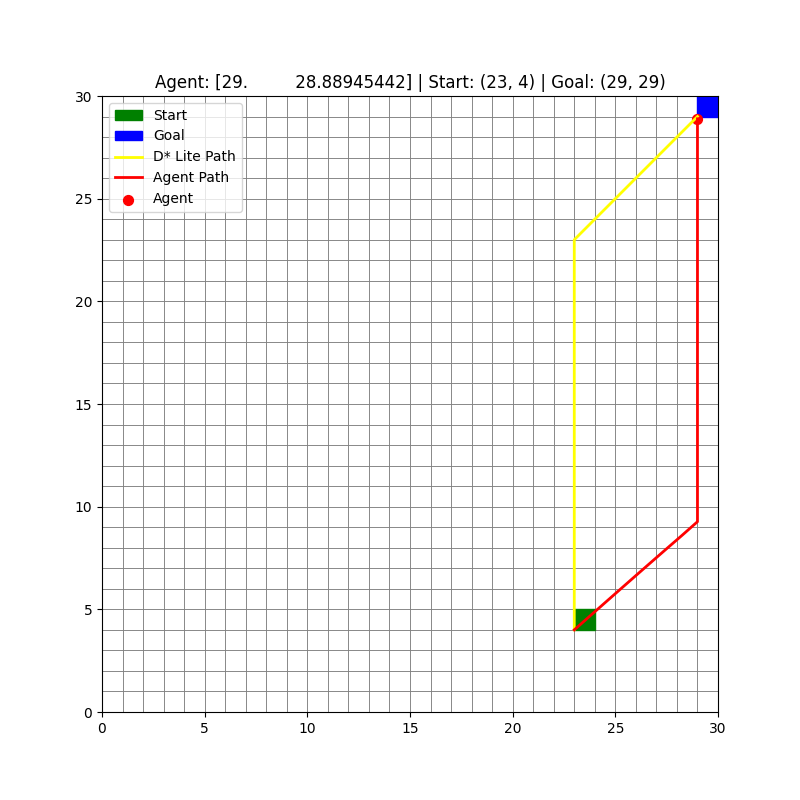 Agent: [29.         28.88945442] | Start: (23, 4) | Goal: (29, 29)
Start
Goal
D* Lite Path
Agent Path
Agent
30
25
20
15
10
5
0
0 5 10 15 20 25 30